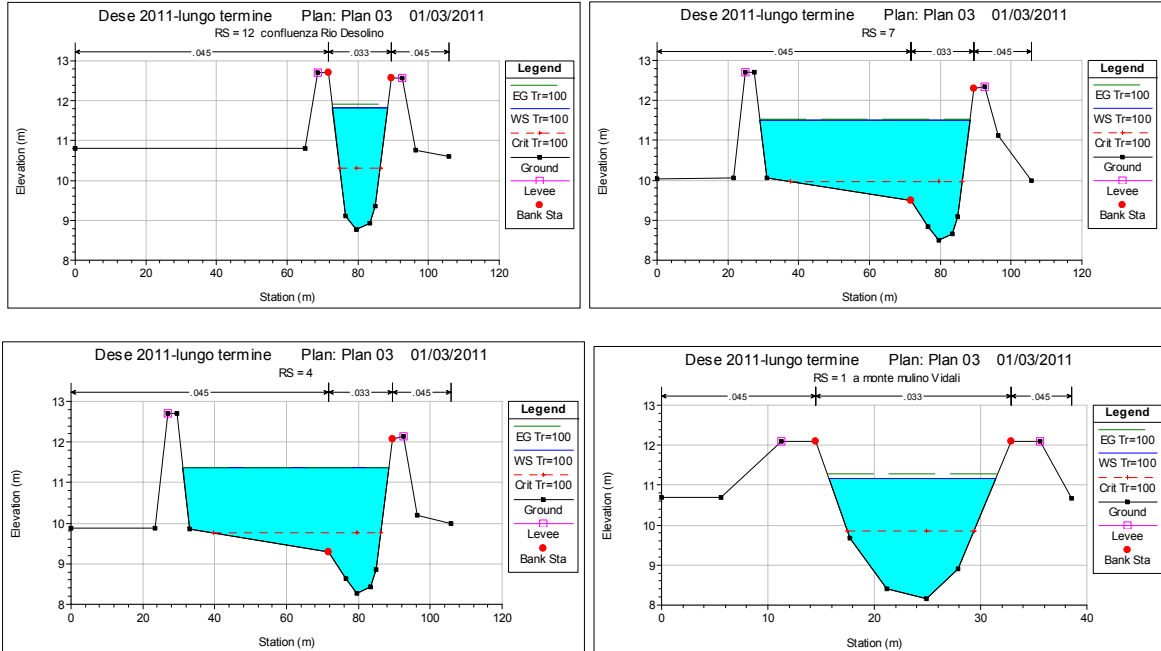 Dese 2011-lungo termine Plan: Plan 03 01/03/2011
RS = 12 confluenza Rio Desolino
.045 .033 .045
Legend
EG Tr=100
WS Tr=100
Crit Tr=100
Ground
Levee
Bank Sta
Elevation (m)
13
12
11
10
9
8
0 20 40 60 80 100 120
Station (m)
Dese 2011-lungo termine Plan: Plan 03 01/03/2011
RS = 7
.045 .033 .045
Legend
EG Tr=100
WS Tr=100
Crit Tr=100
Ground
Levee
Bank Sta
Elevation (m)
13
12
11
10
9
8
0 20 40 60 80 100 120
Station (m)
Dese 2011-lungo termine Plan: Plan 03 01/03/2011
RS = 4
.045 .033 .045
Legend
EG Tr=100
WS Tr=100
Crit Tr=100
Ground
Levee
Bank Sta
Elevation (m)
13
12
11
10
9
8
0 20 40 60 80 100 120
Station (m)
Dese 2011-lungo termine Plan: Plan 03 01/03/2011
RS = 1 a monte mulino Vidali
.045 .033 .045
Legend
EG Tr=100
WS Tr=100
Crit Tr=100
Ground
Levee
Bank Sta
Elevation (m)
13
12
11
10
9
8
0 10 20 30 40
Station (m)